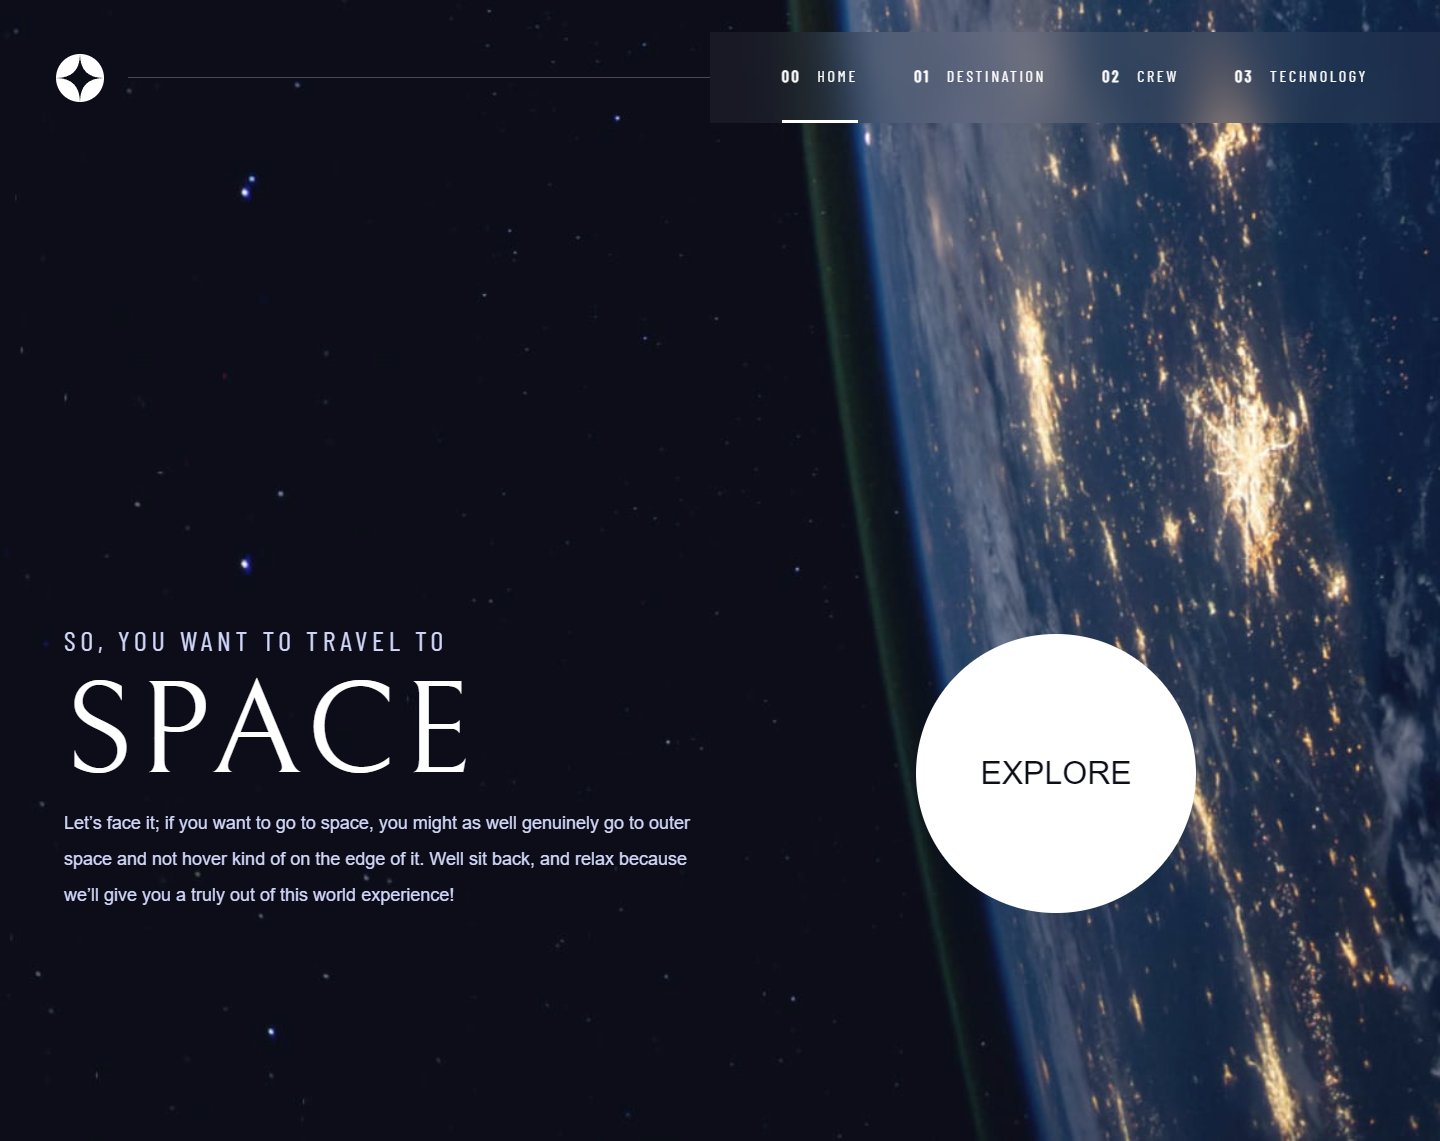 00 HOME 01 DESTINATION 02 CREW 03 TECHNOLOGY
SO, YOU WANT TO TRAVEL TO
SPACE
Let’s face it; if you want to go to space, you might as well genuinely go to outer
space and not hover kind of on the edge of it. Well sit back, and relax because
we’ll give you a truly out of this world experience!
EXPLORE